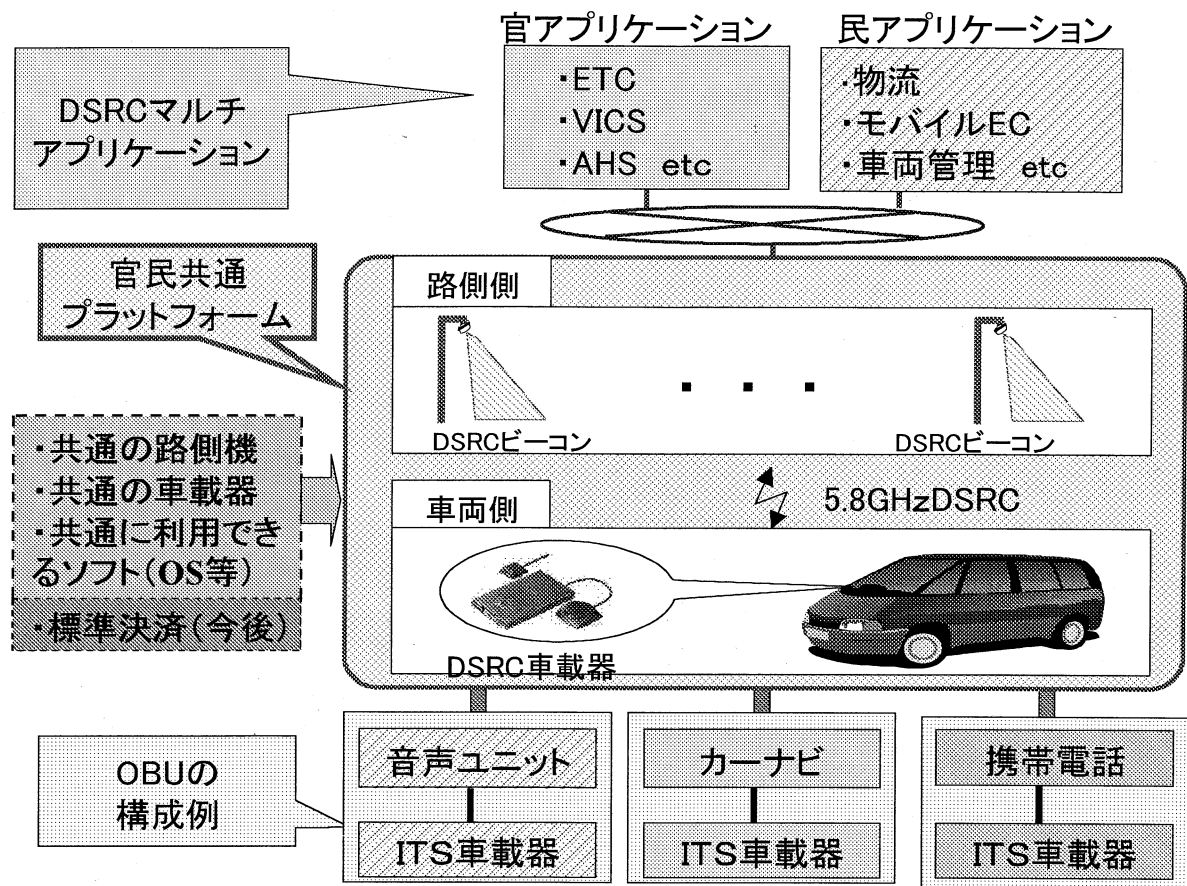 官アプリケーション
・ETC
・VICS
・AHS etc
民アプリケーション
・物流
・モバイルEC
・車両管理 etc
DSRCマルチ
アプリケーション
官民共通
プラットフォーム
路側側
DSRCビーコン
・・・
DSRCビーコン
・共通の路側機
・共通の車載器
・共通に利用でき
るソフト(OS等)
・標準決済(今後)
5.8GHzDSRC
車両側
DSRC車載器
OBUの
構成例
音声ユニット
ITS車載器
カーナビ
ITS車載器
携帯電話
ITS車載器